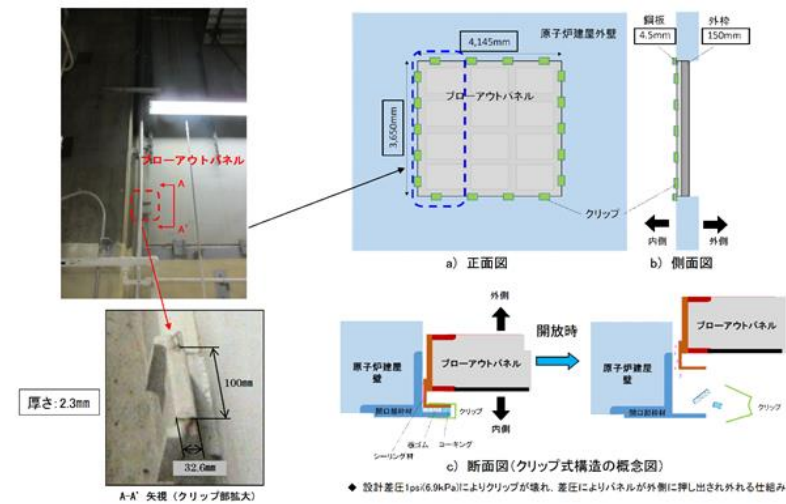 ブローアウトパネル
A
A'
厚さ:2.3mm
100mm
32.6mm
A-A' 矢視 (クリップ部拡大)
4,145mm
原子炉建屋外壁
ブローアウトパネル
3,650mm
クリップ
a) 正面図
鋼板
4.5mm
外枠
150mm
内側
外側
b) 側面図
外側
原子炉建屋
壁
ブローアウトパネル
内側
クリップ
コーキング
板ゴム
シーリング材
開放時
原子炉建屋
壁
ブローアウトパネル
クリップ
c) 断面図(クリップ式構造の概念図)
◆ 設計差圧1psi(6.9kPa)によりクリップが壊れ、差圧によりパネルが外側に押し出され外れる仕組み